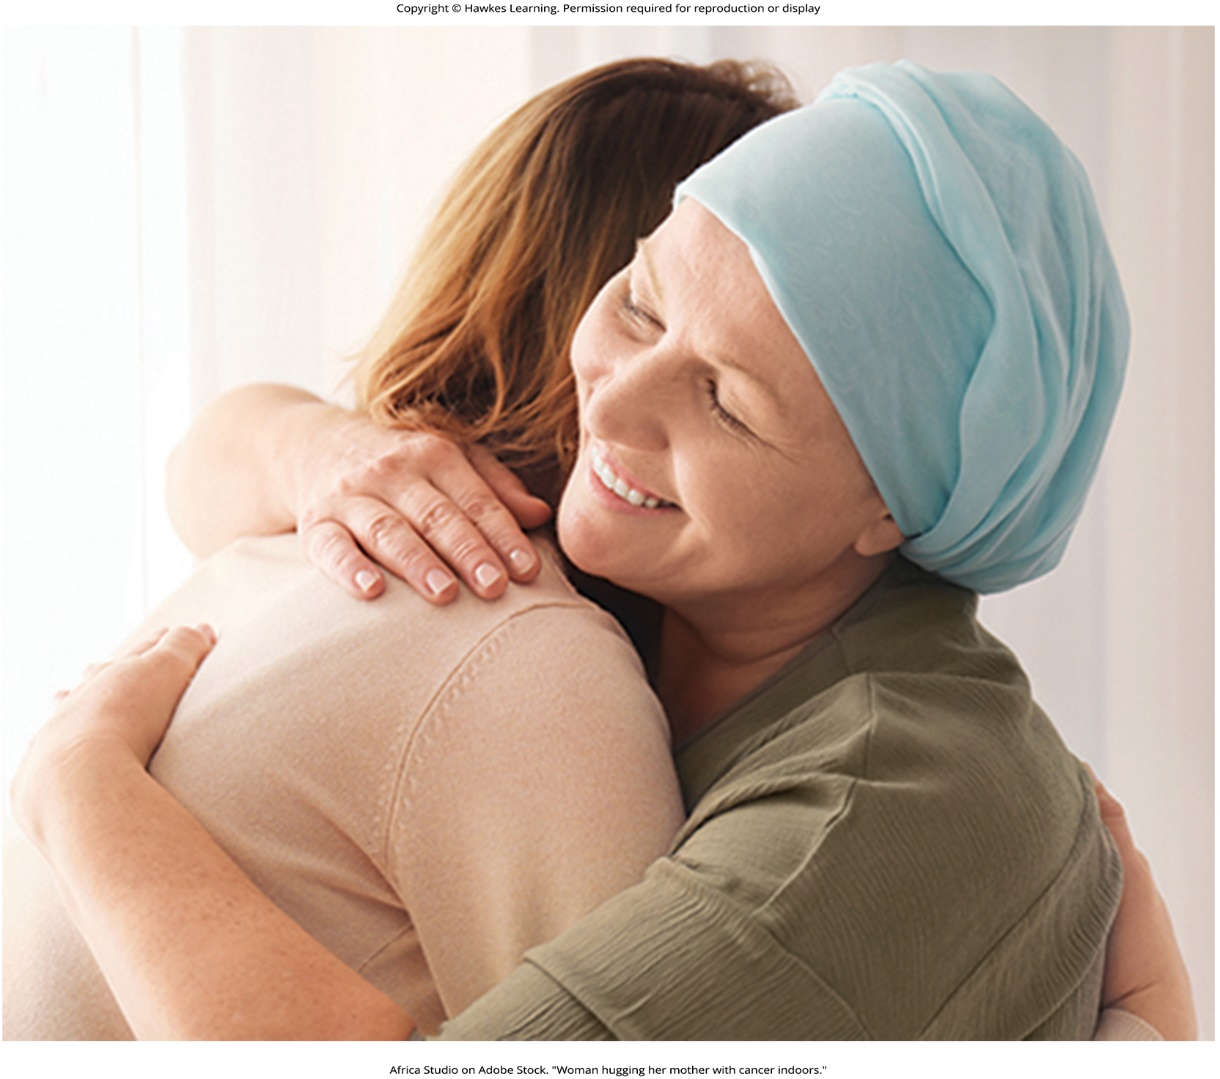 Copyright © Hawkes Learning. Permission required for reproduction or display
Africa Studio on Adobe Stock. "Woman hugging her mother with cancer indoors."